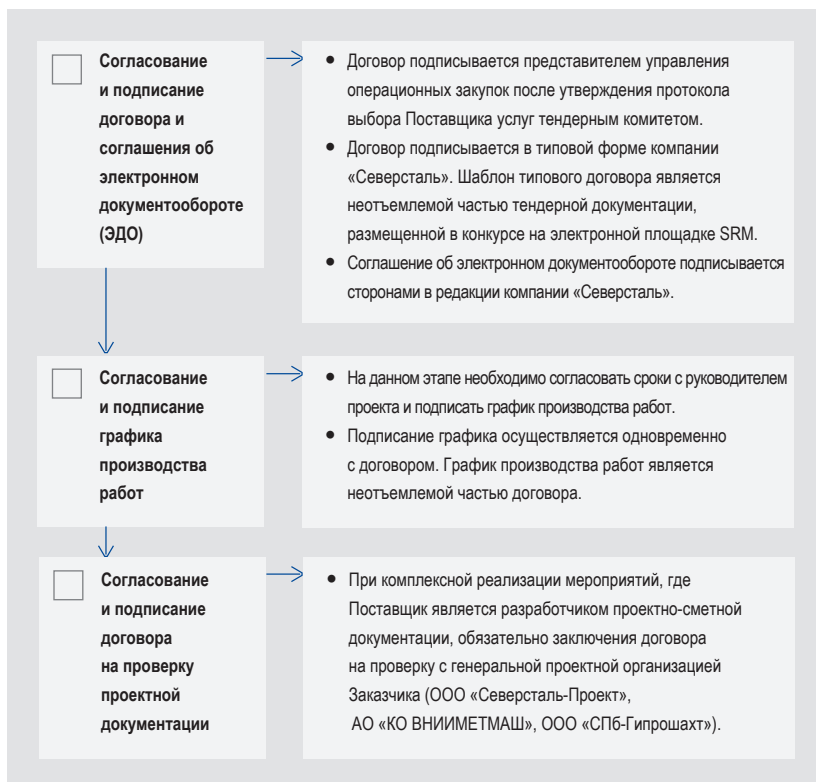 Согласование
и подписание
договора и
соглашения об
электронном
документообороте
(ЭДО)
● Договор подписывается представителем управления
операционных закупок после утверждения протокола
выбора Поставщика услуг тендерным комитетом.
● Договор подписывается в типовой форме компании
«Северсталь». Шаблон типового договора является
неотъемлемой частью тендерной документации,
размещенной в конкурсе на электронной площадке SRM.
● Соглашение об электронном документообороте подписывается
сторонами в редакции компании «Северсталь».
Согласование
и подписание
графика
производства
работ
● На данном этапе необходимо согласовать сроки с руководителем
проекта и подписать график производства работ.
● Подписание графика осуществляется одновременно
с договором. График производства работ является
неотъемлемой частью договора.
Согласование
и подписание
договора
на проверку
проектной
документации
● При комплексной реализации мероприятий, где
Поставщик является разработчиком проектно-сметной
документации, обязательно заключения договора
на проверку с генеральной проектной организацией
Заказчика (ООО «Северсталь-Проект»,
АО «КО ВНИИМЕТМАШ», ООО «СПб-Гипрошахт»).